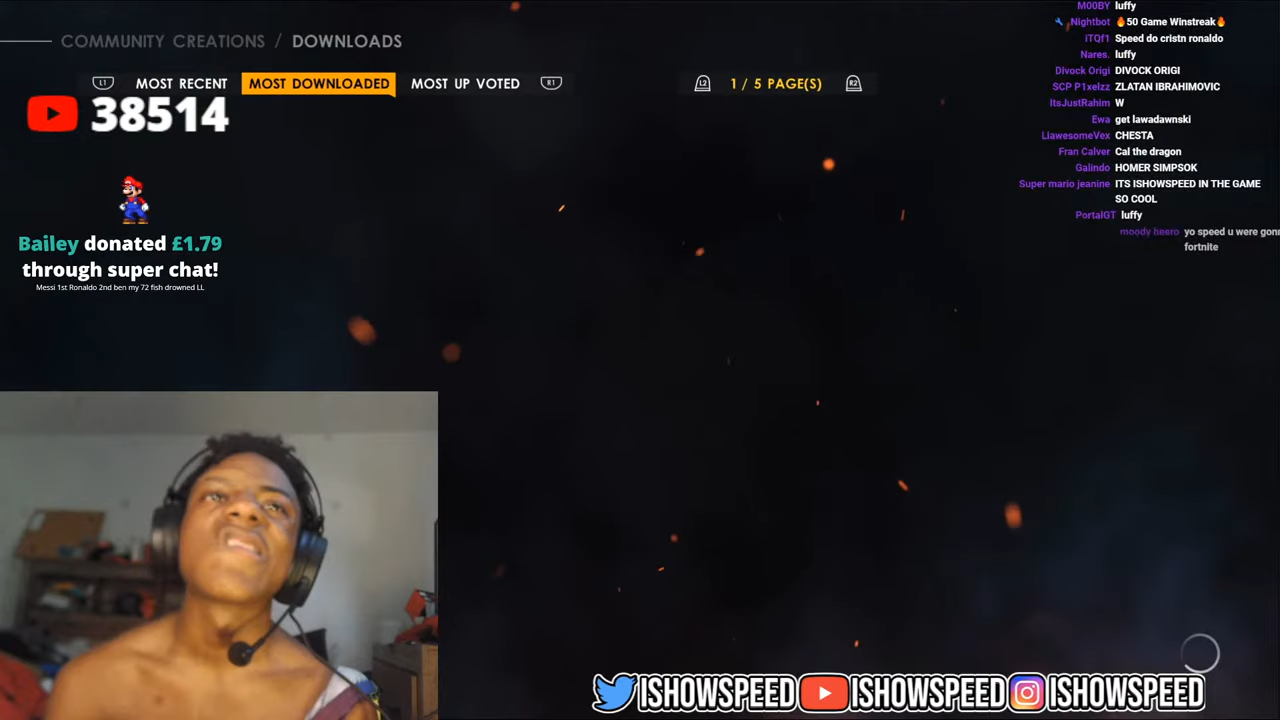 COMMUNITY CREATIONS / DOWNLOADS
L1 MOST RECENT MOST DOWNLOADED MOST UP VOTED R1 L2 1 / 5 PAGE(S) R2
38514
Bailey donated £1.79
through super chat!
Messi 1st Ronaldo 2nd ben my 72 fish drowned LL
M00BY luffy
Nightbot 🔥50 Game Winstreak🔥
iTQf1 Speed do cristn ronaldo
Nares. luffy
Divock Origi DIVOCK ORIGI
SCP P1xelzz ZLATAN IBRAHIMOVIC
ItsJustRahim W
Ewa get lawadawnski
LiawesomeVex CHESTA
Fran Calver Cal the dragon
Galindo HOMER SIMPSOK
Super mario jeanine ITS ISHOWSPEED IN THE GAME
SO COOL
PortalGT luffy
moody heero yo speed u were gonn
fortnite
ISHOWSPEED ISHOWSPEED ISHOWSPEED